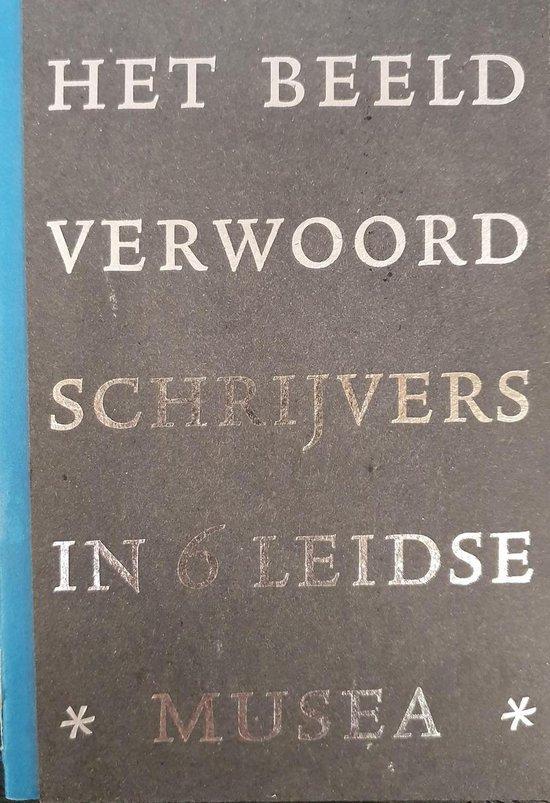 HET BEELD
VERWOORD
SCHRIJVERS
IN 6 LEIDSE
* MUSEA *